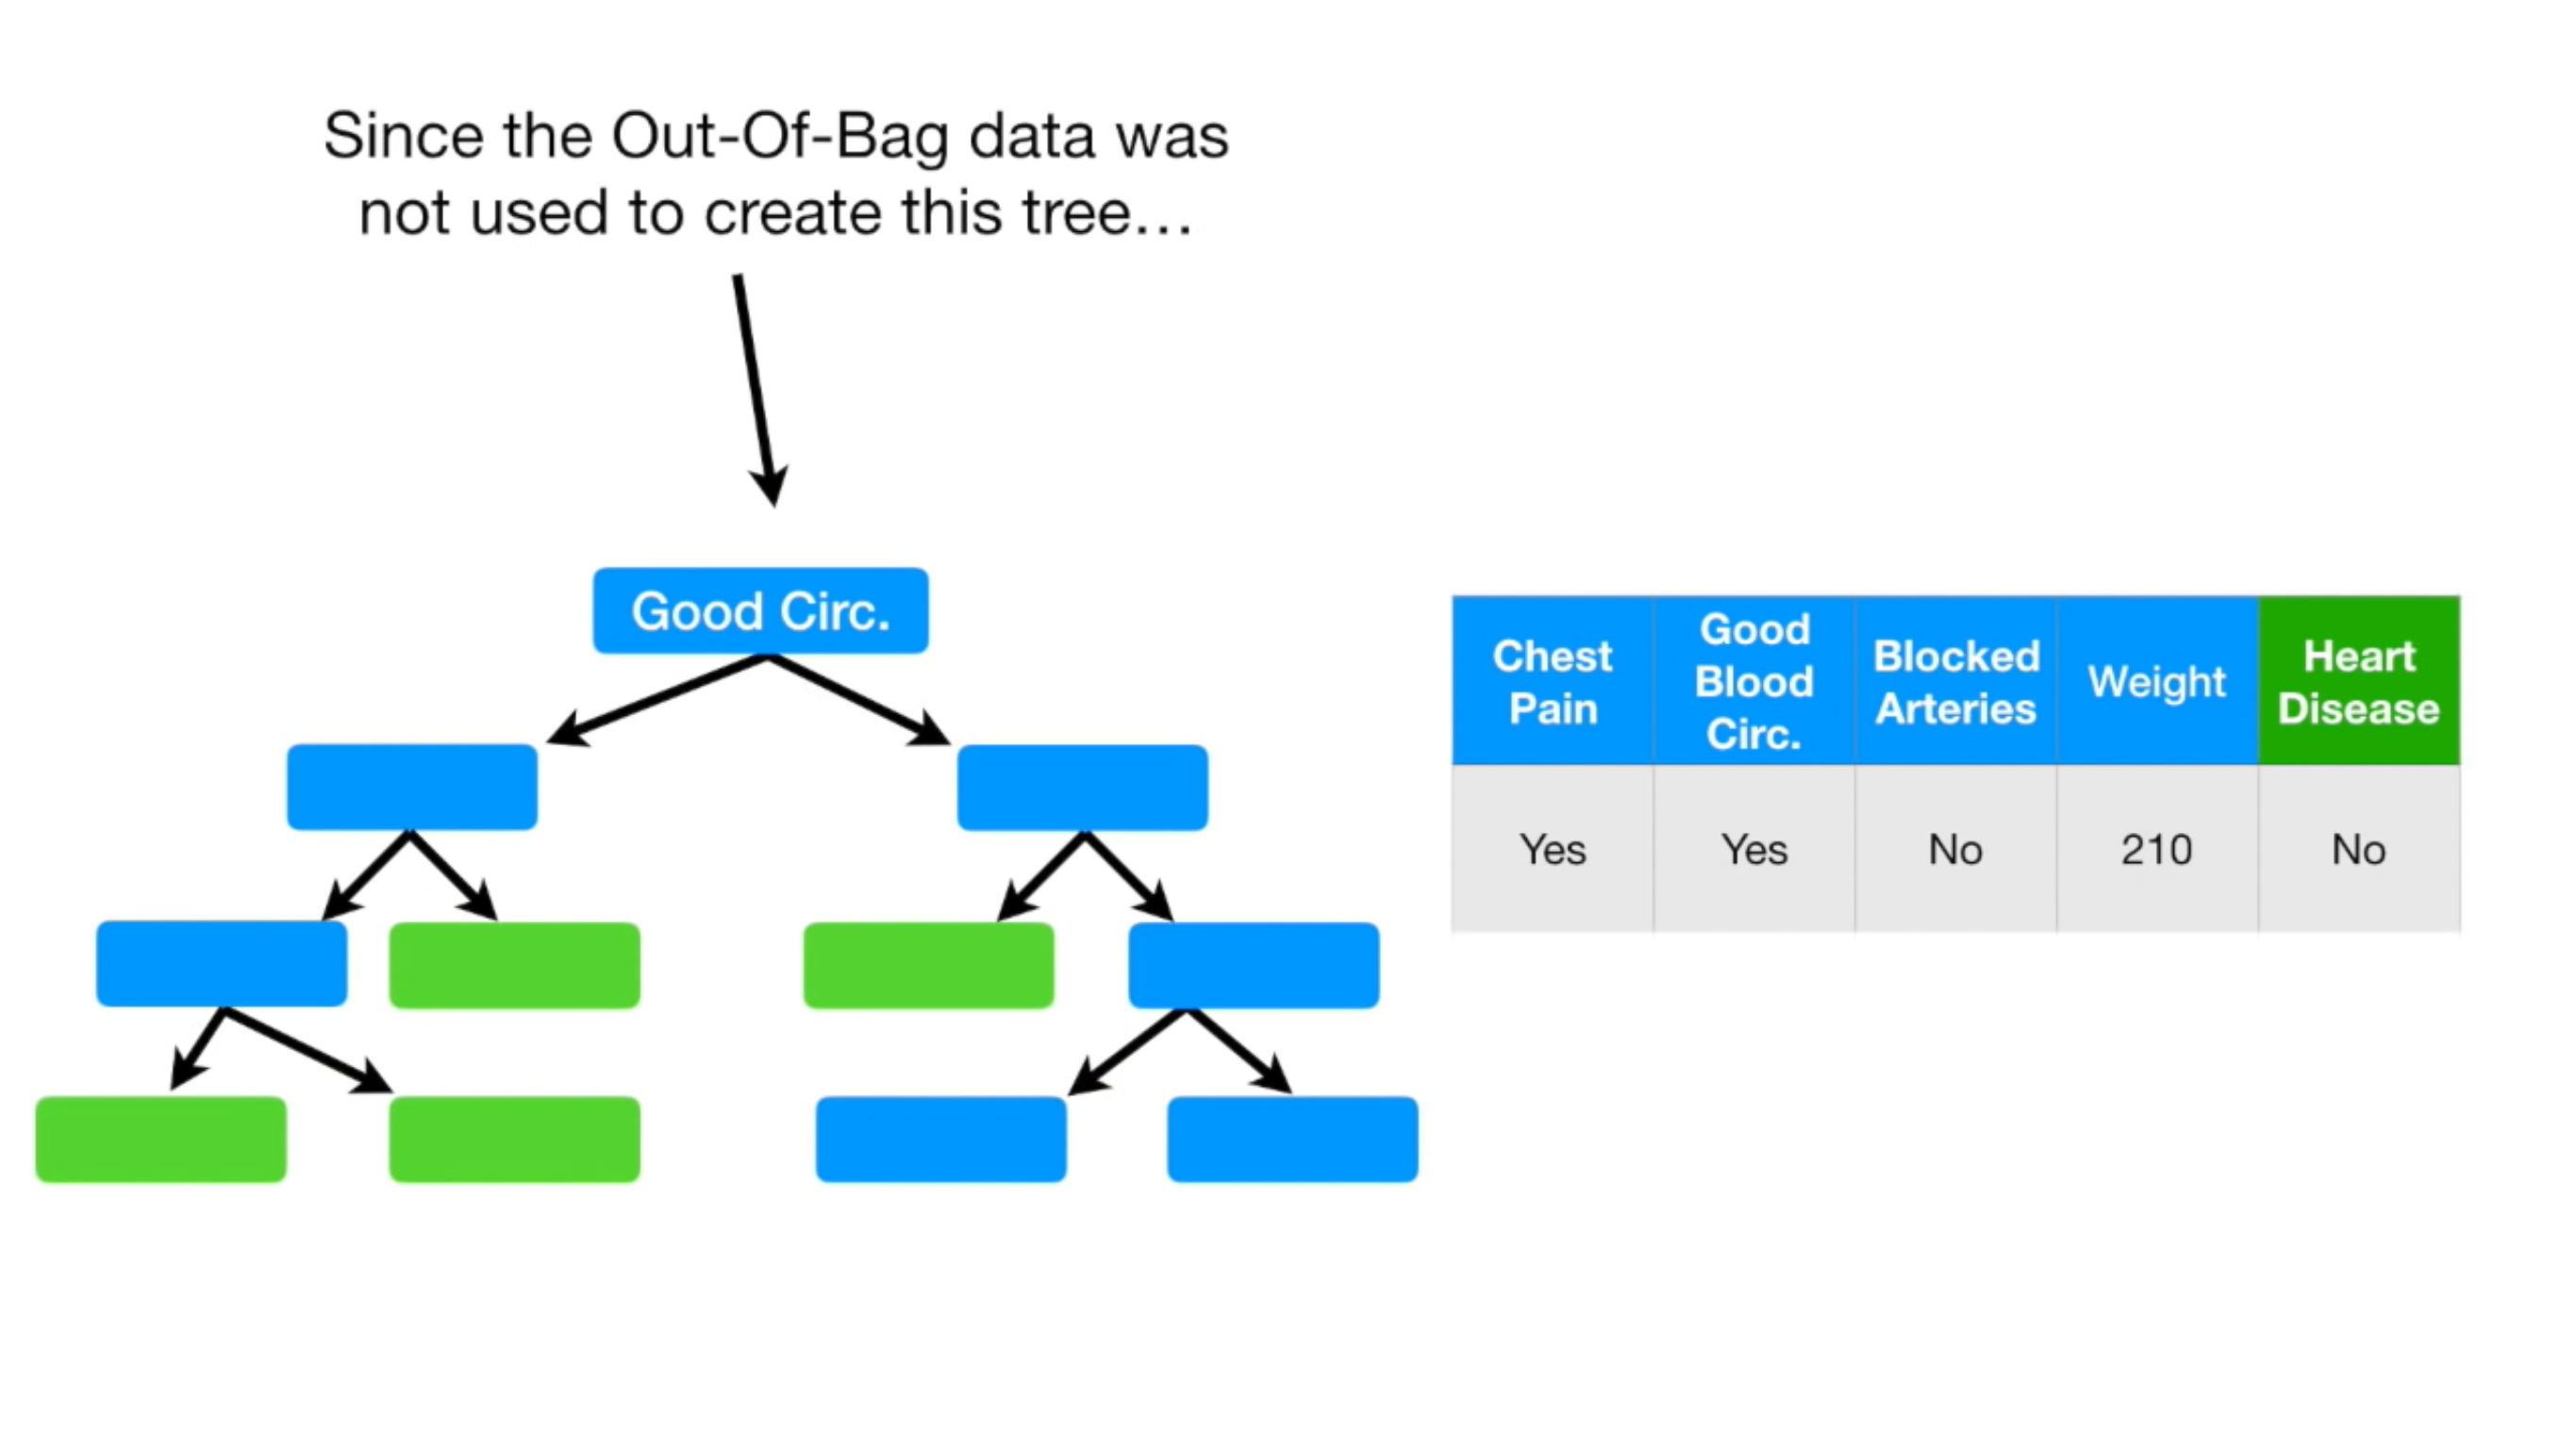 Since the Out-Of-Bag data was
not used to create this tree...
Good Circ.
Chest Pain
Good Blood Circ.
Blocked Arteries
Weight
Heart Disease
Yes
Yes
No
210
No